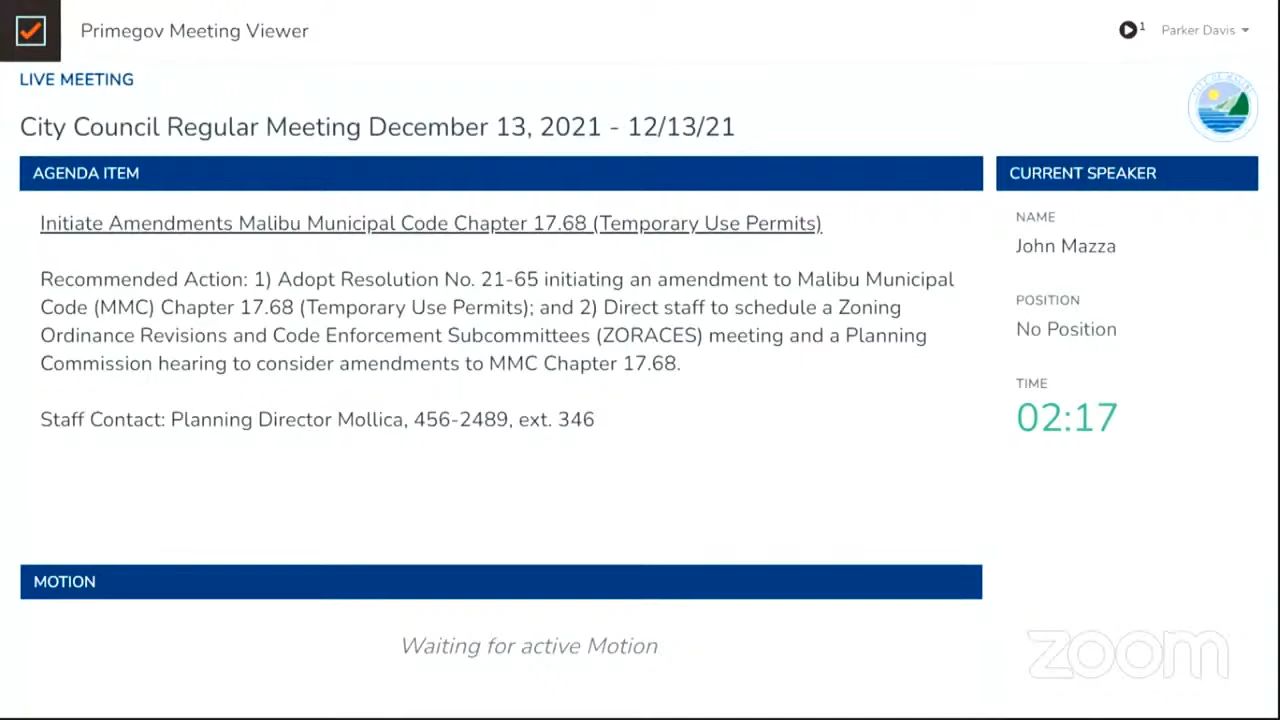 Primegov Meeting Viewer
1
Parker Davis
LIVE MEETING
City Council Regular Meeting December 13, 2021 - 12/13/21
AGENDA ITEM
Initiate Amendments Malibu Municipal Code Chapter 17.68 (Temporary Use Permits)
Recommended Action: 1) Adopt Resolution No. 21-65 initiating an amendment to Malibu Municipal
Code (MMC) Chapter 17.68 (Temporary Use Permits); and 2) Direct staff to schedule a Zoning
Ordinance Revisions and Code Enforcement Subcommittees (ZORACES) meeting and a Planning
Commission hearing to consider amendments to MMC Chapter 17.68.
Staff Contact: Planning Director Mollica, 456-2489, ext. 346
MOTION
Waiting for active Motion
CURRENT SPEAKER
NAME
John Mazza
POSITION
No Position
TIME
02:17
zoom